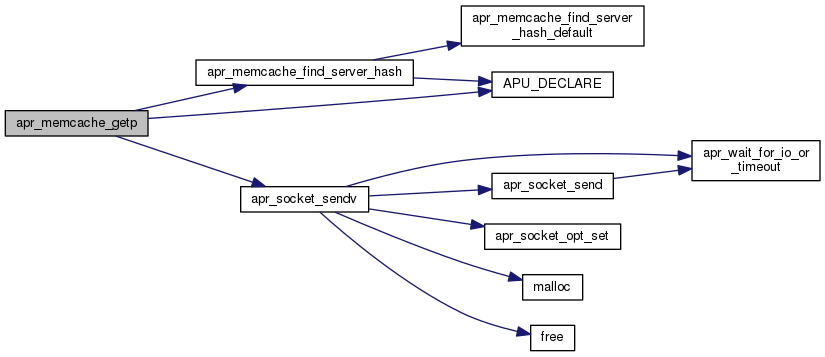 apr_memcache_find_server
_hash_default
apr_memcache_find_server_hash
APU_DECLARE
apr_memcache_getp
apr_wait_for_io_or
_timeout
apr_socket_send
apr_socket_sendv
apr_socket_opt_set
malloc
free